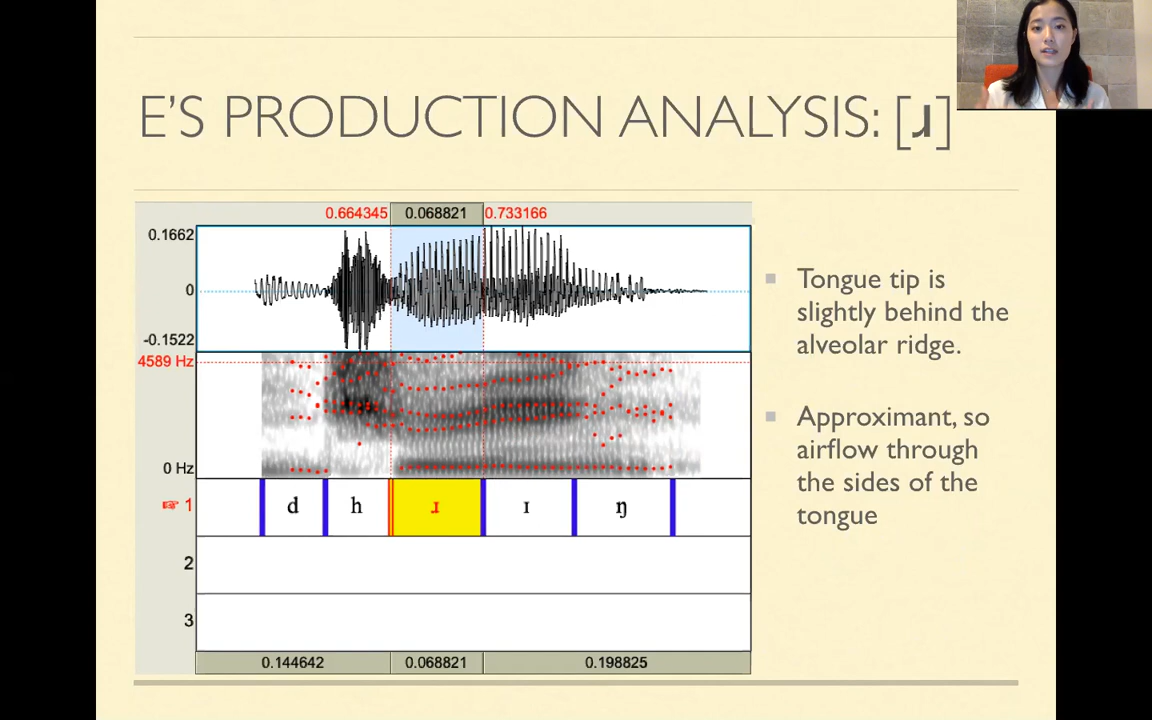 E'S PRODUCTION ANALYSIS: [ɹ]
0.664345 0.068821 0.733166
0.1662
0
-0.1522
4589 Hz
0 Hz
1 d h ɹ ɪ ŋ
2
3
0.144642 0.068821 0.198825
Tongue tip is
slightly behind the
alveolar ridge.
Approximant, so
airflow through
the sides of the
tongue